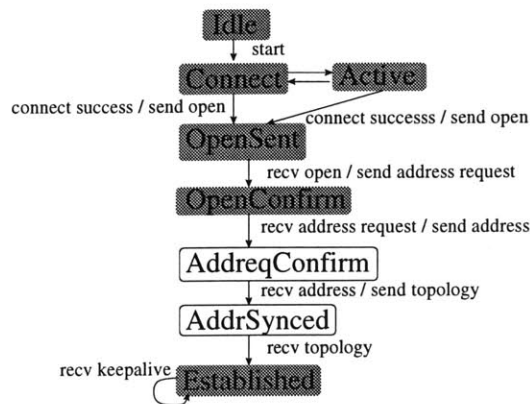 Idle
start
Connect
Active
connect success / send open
connect successs / send open
OpenSent
recv open / send address request
OpenConfirm
recv address request / send address
AddreqConfirm
recv address / send topology
AddrSynced
recv topology
recv keepalive
Established